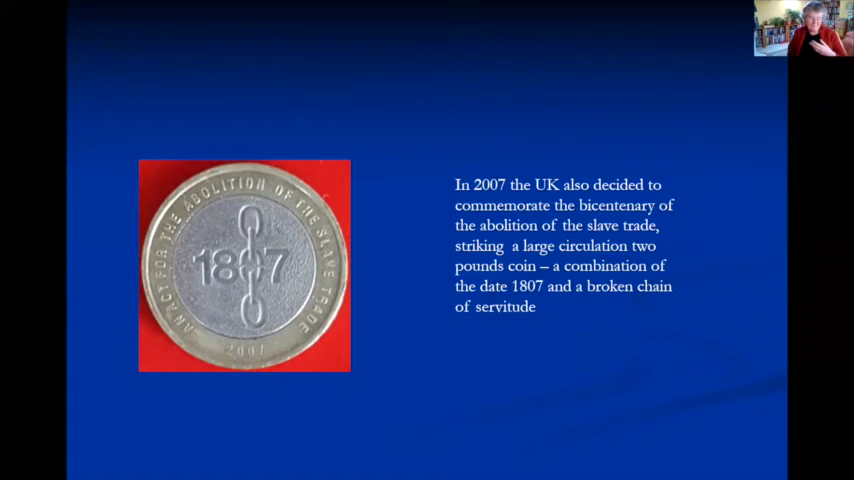 AN ACT FOR THE ABOLITION OF THE SLAVE TRADE
1807
2007
In 2007 the UK also decided to
commemorate the bicentenary of
the abolition of the slave trade,
striking a large circulation two
pounds coin – a combination of
the date 1807 and a broken chain
of servitude